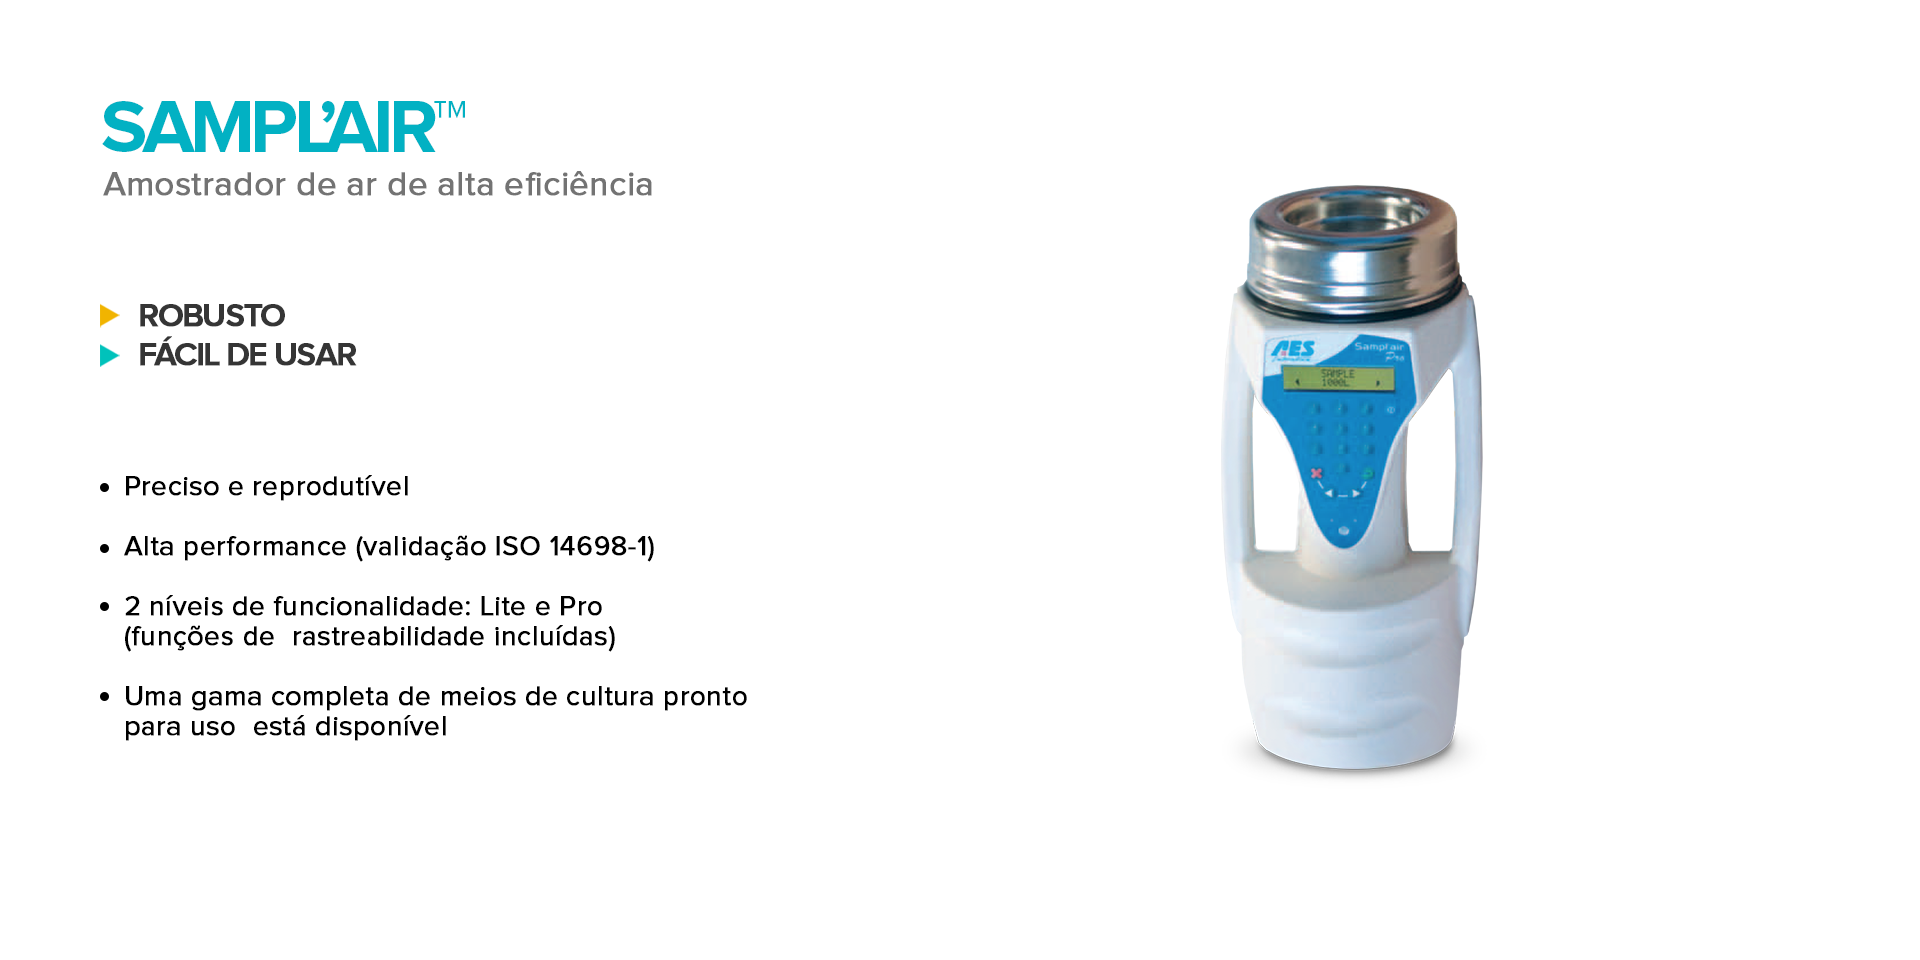 SAMPL'AIR™
Amostrador de ar de alta eficiência
ROBUSTO
FÁCIL DE USAR
• Preciso e reprodutível
• Alta performance (validação ISO 14698-1)
• 2 níveis de funcionalidade: Lite e Pro
(funções de rastreabilidade incluídas)
• Uma gama completa de meios de cultura pronto
para uso está disponível
AES
Sampl'air
Pro
SAMPLE
1000L